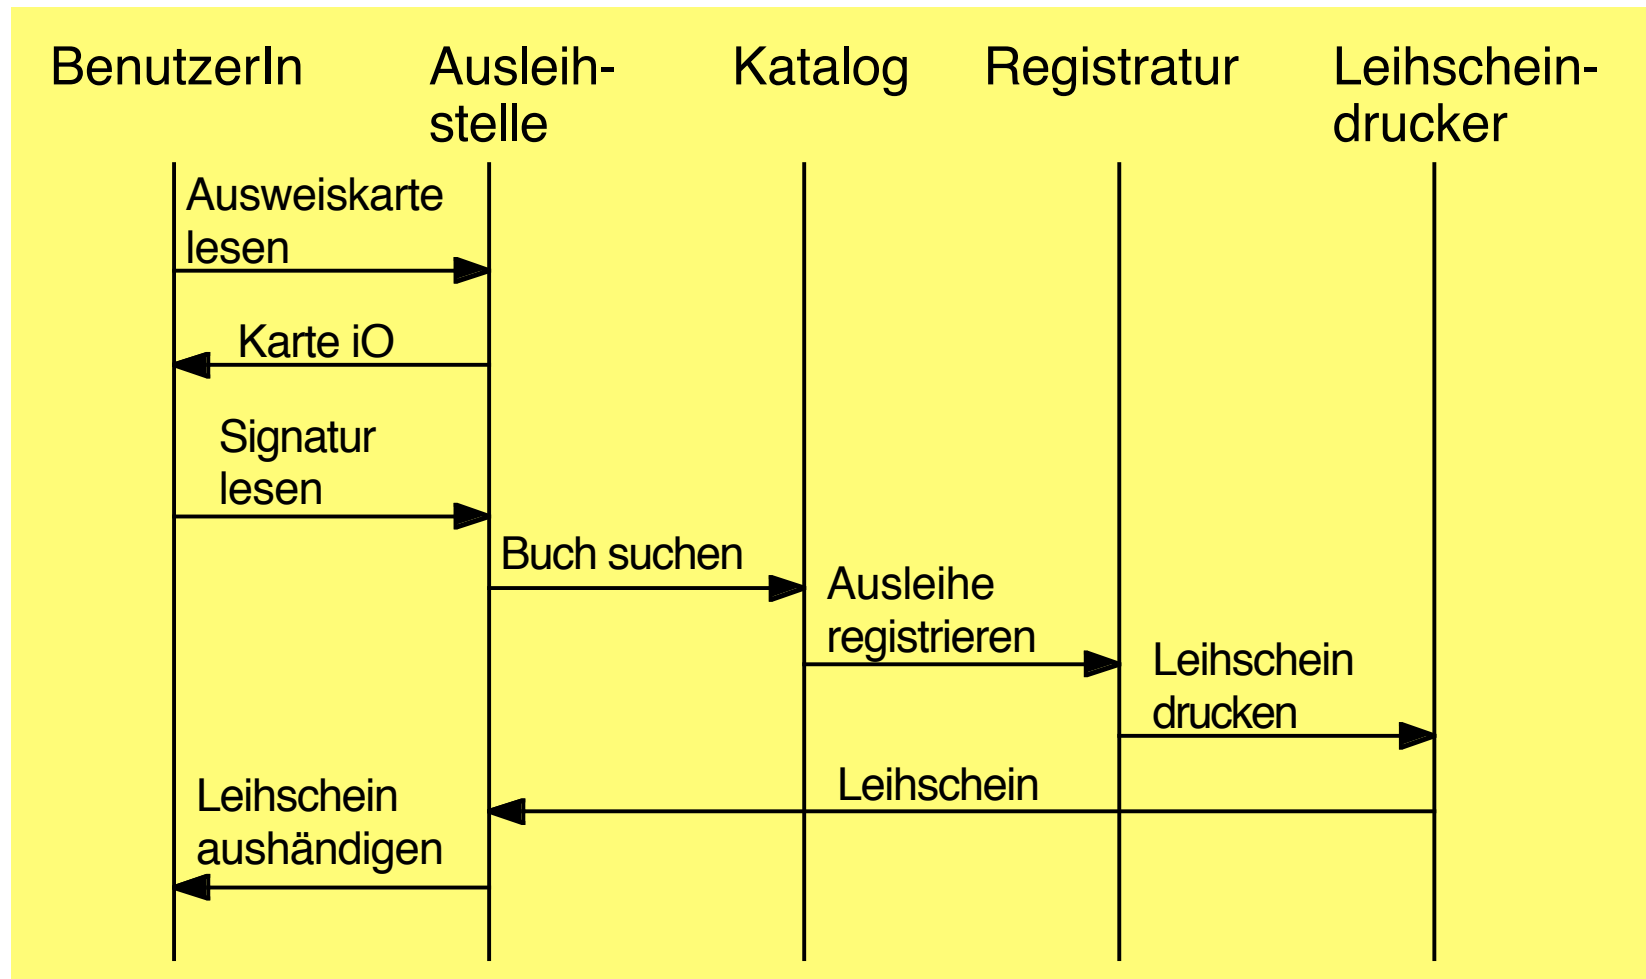 BenutzerIn
Ausleih-
stelle
Katalog
Registratur
Leihschein-
drucker
Ausweiskarte
lesen
Karte iO
Signatur
lesen
Buch suchen
Ausleihe
registrieren
Leihschein
drucken
Leihschein
Leihschein
aushändigen